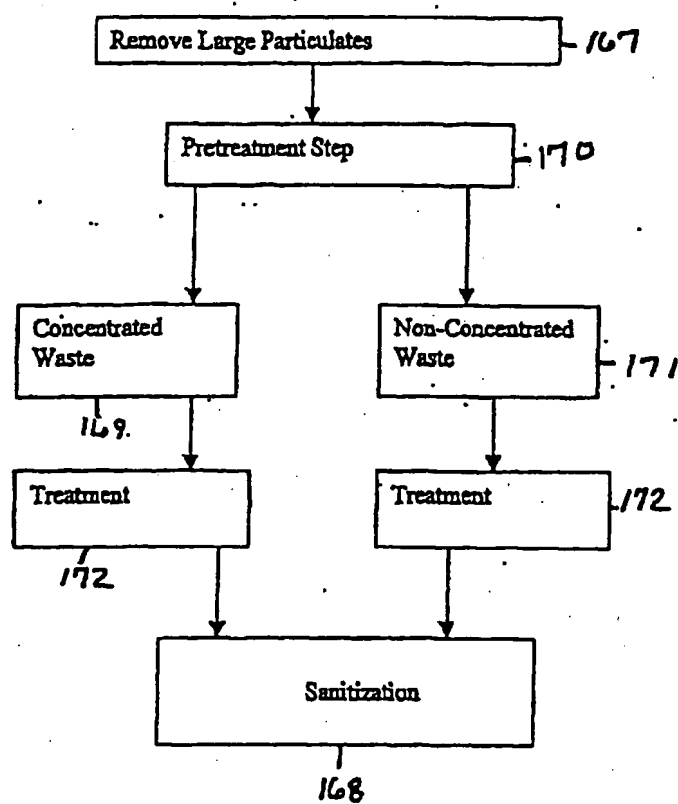 Remove Large Particulates
167
Pretreatment Step
170
Concentrated
Waste
169.
Non-Concentrated
Waste
171
Treatment
172
Treatment
172
Sanitization
168